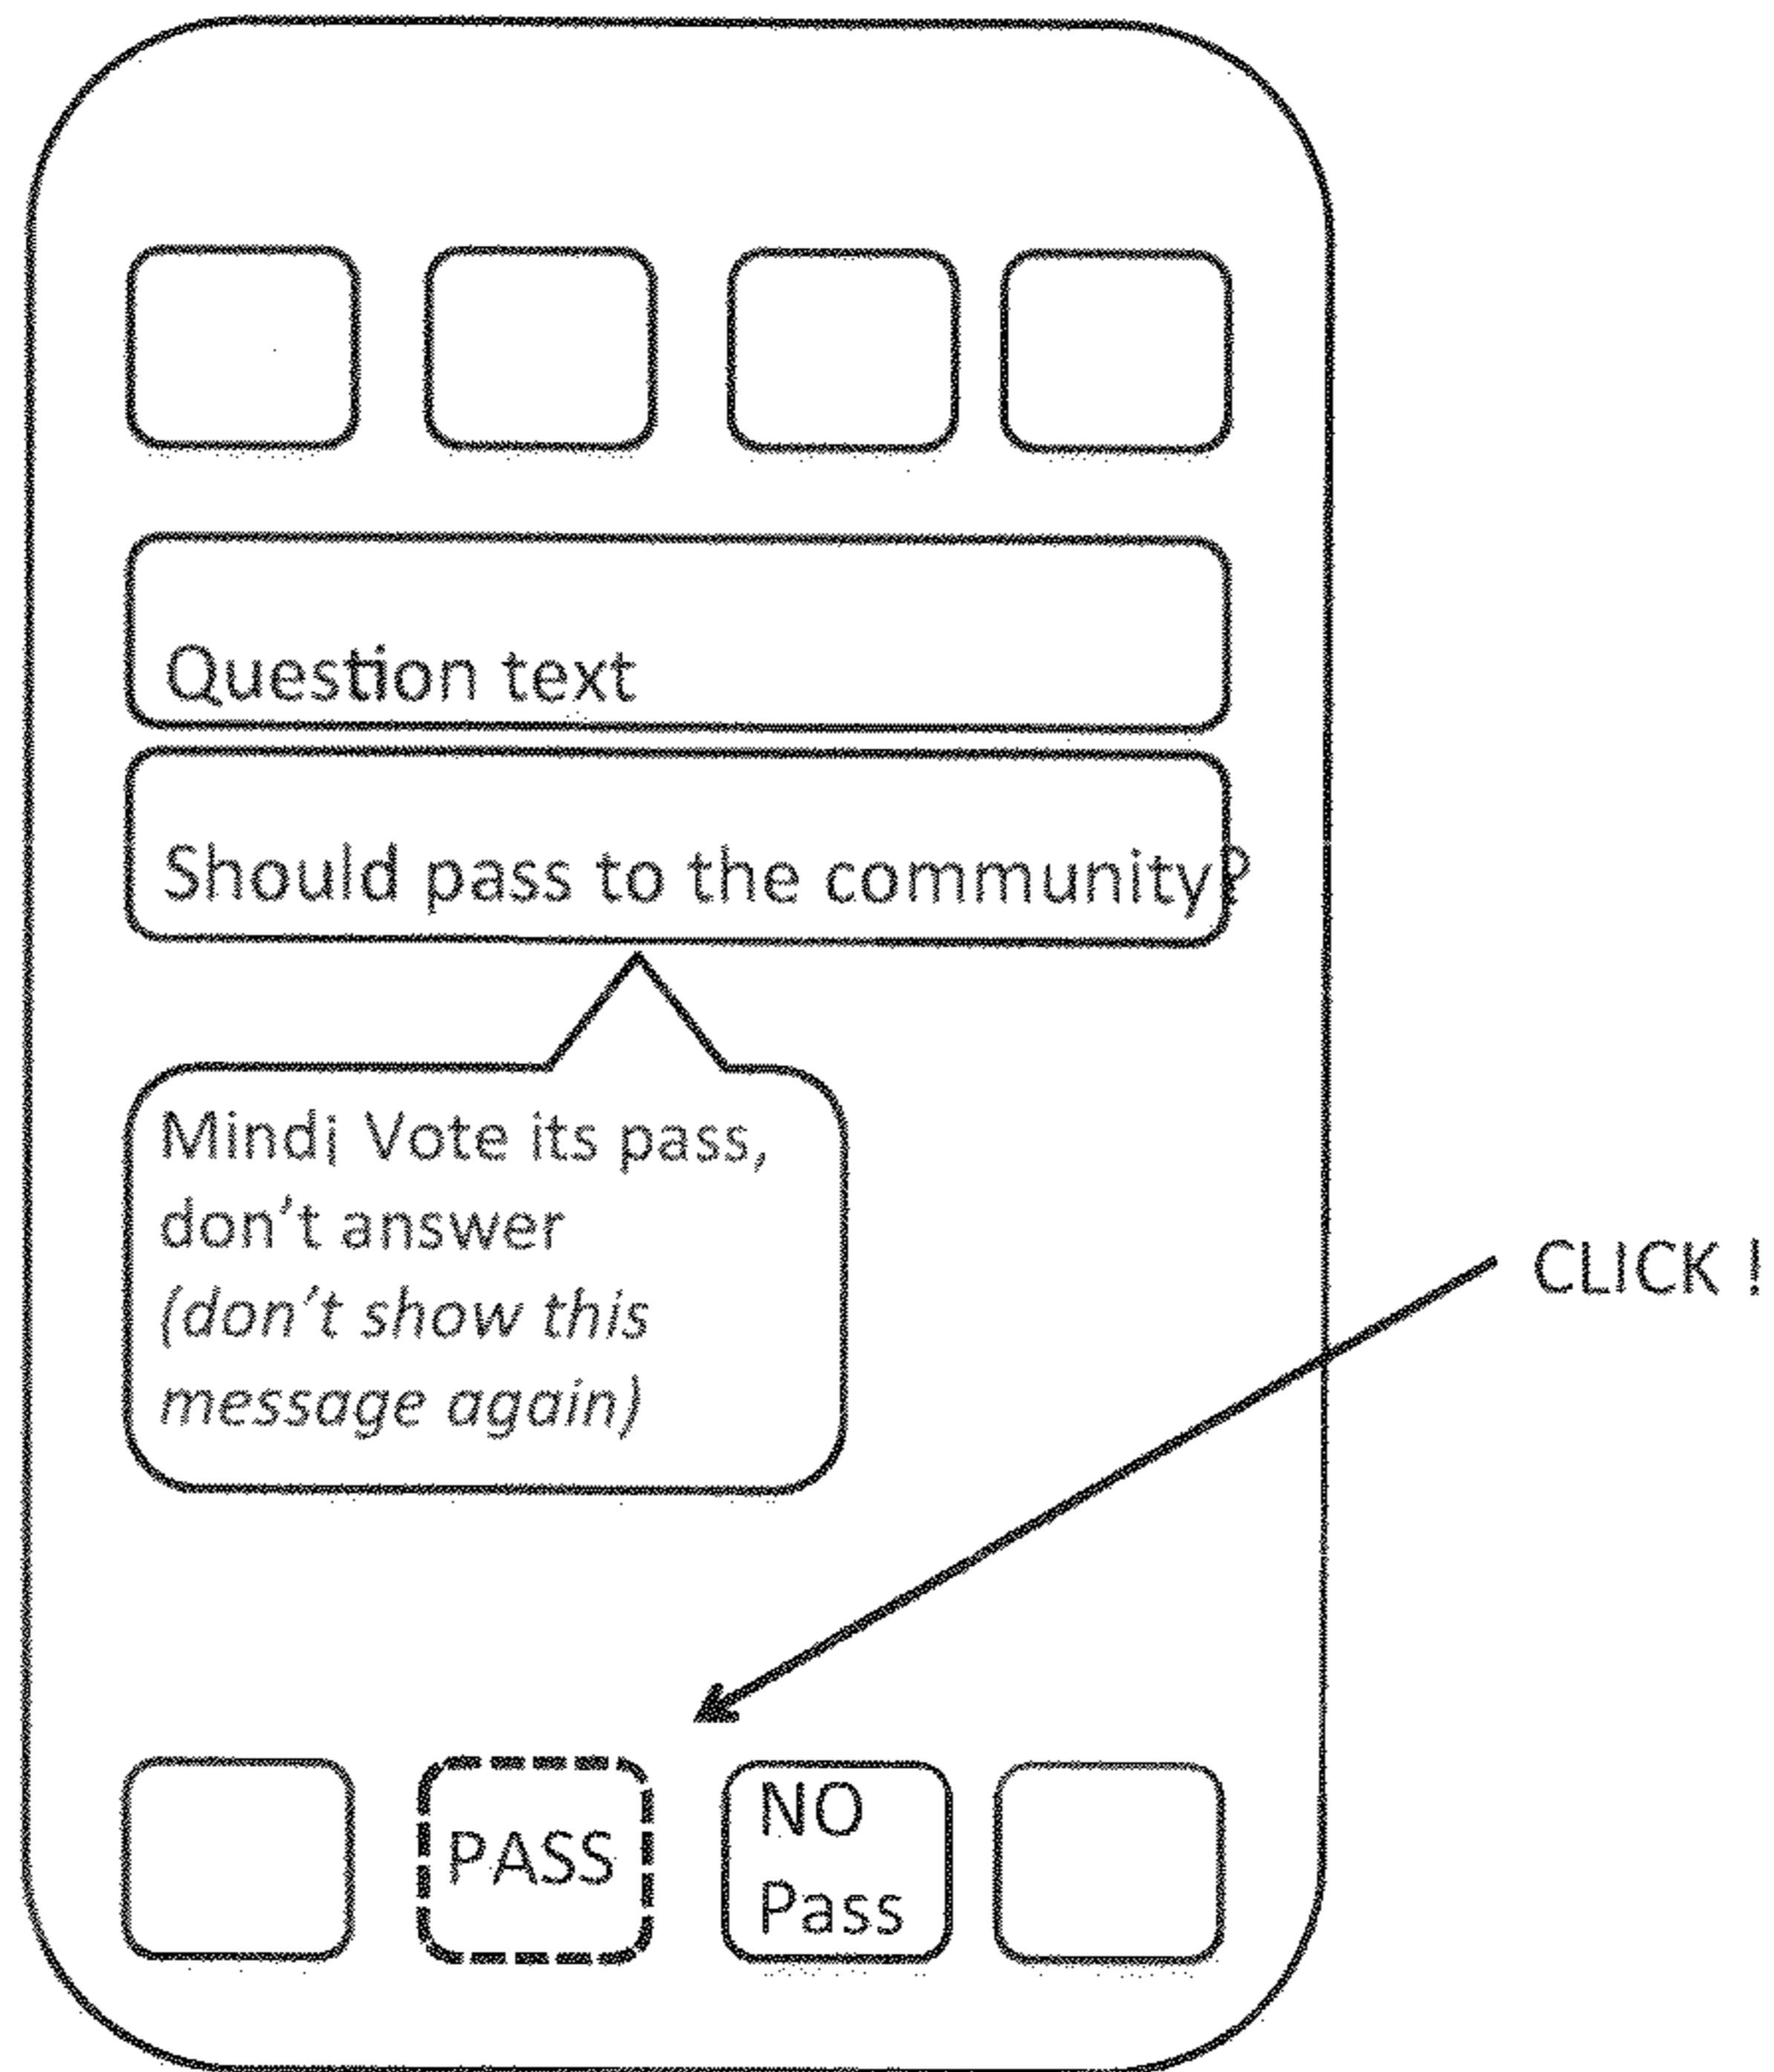 Question text
Should pass to the community?
Mind¡ Vote its pass,
don't answer
(don't show this
message again)
CLICK !
PASS
NO
Pass